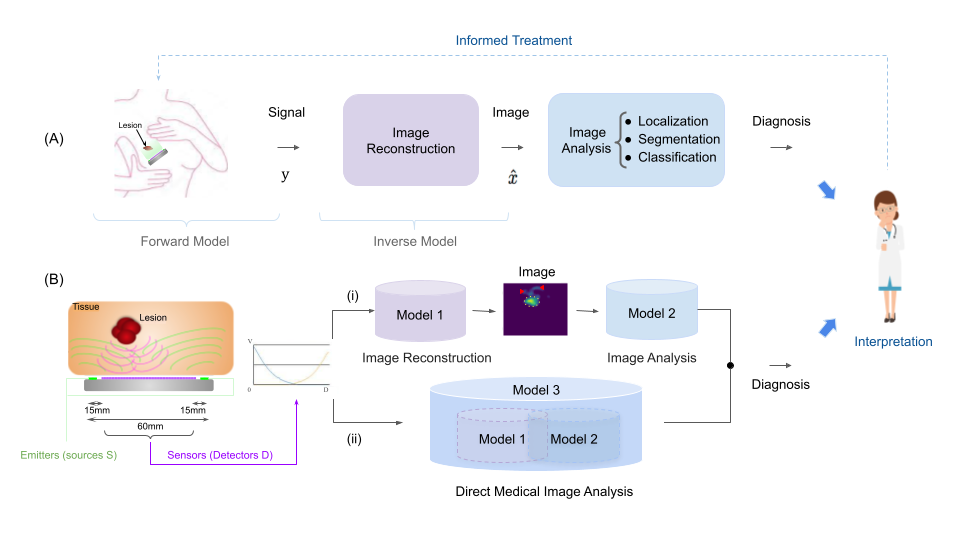 Informed Treatment
(A)
Lesion
Signal
y
Image
Reconstruction
Image
x̂
Image
Analysis
● Localization
● Segmentation
● Classification
Diagnosis
Forward Model
Inverse Model
(B)
Tissue
Lesion
15mm
15mm
60mm
Emitters (sources S)
Sensors (Detectors D)
V
0
D
(i)
Model 1
Image Reconstruction
Image
Model 2
Image Analysis
(ii)
Model 3
Model 1
Model 2
Direct Medical Image Analysis
Diagnosis
Interpretation